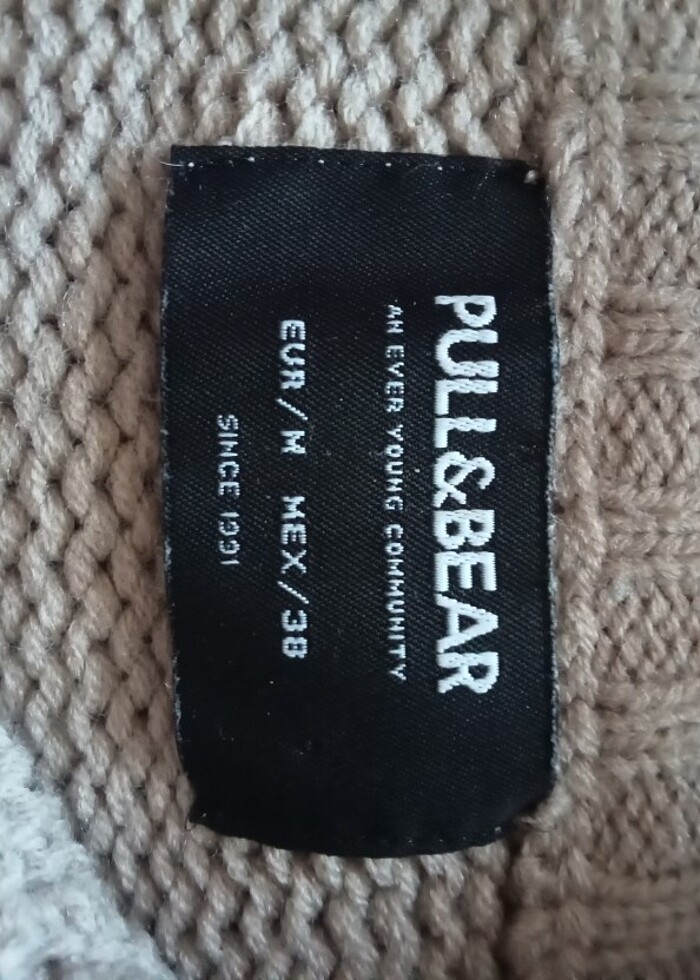 PULL&BEAR
AN EVER YOUNG COMMUNITY
EUR/M MEX/38
SINCE 1991